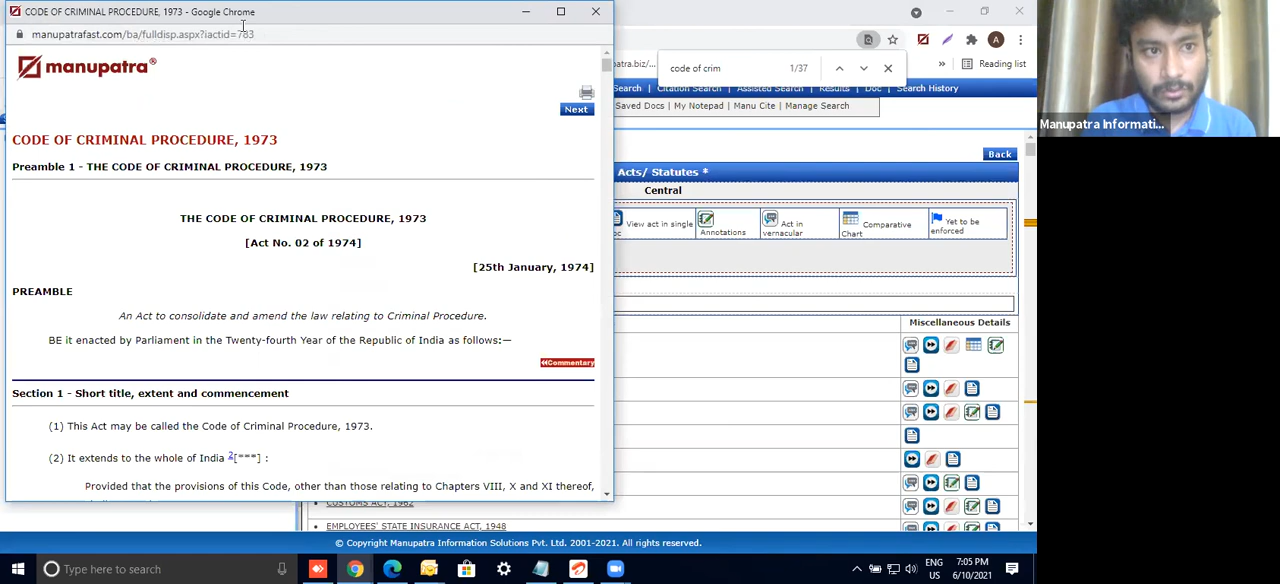 CODE OF CRIMINAL PROCEDURE, 1973 - Google Chrome
manupatrafast.com/ba/fulldisp.aspx?iactid=783
manupatra®
Next
CODE OF CRIMINAL PROCEDURE, 1973
Preamble 1 - THE CODE OF CRIMINAL PROCEDURE, 1973
THE CODE OF CRIMINAL PROCEDURE, 1973
[Act No. 02 of 1974]
[25th January, 1974]
PREAMBLE
An Act to consolidate and amend the law relating to Criminal Procedure.
BE it enacted by Parliament in the Twenty-fourth Year of the Republic of India as follows:—
Commentary
Section 1 - Short title, extent and commencement
(1) This Act may be called the Code of Criminal Procedure, 1973.
(2) It extends to the whole of India 2[***] :
Provided that the provisions of this Code, other than those relating to Chapters VIII, X and XI thereof,
A
patra.biz/...
code of crim 1/37
» Reading list
Search | Citation Search | Assisted Search | Results | Doc | Search History
Saved Docs | My Notepad | Manu Cite | Manage Search
Back
Acts/ Statutes *
Central
View act in single
Annotations
Act in vernacular
Comparative Chart
Yet to be enforced
Miscellaneous Details
CUSTOMS ACT, 1962
EMPLOYEES' STATE INSURANCE ACT, 1948
© Copyright Manupatra Information Solutions Pvt. Ltd. 2001-2021. All rights reserved.
Type here to search
ENG
US
7:05 PM
6/10/2021
Manupatra Informati...